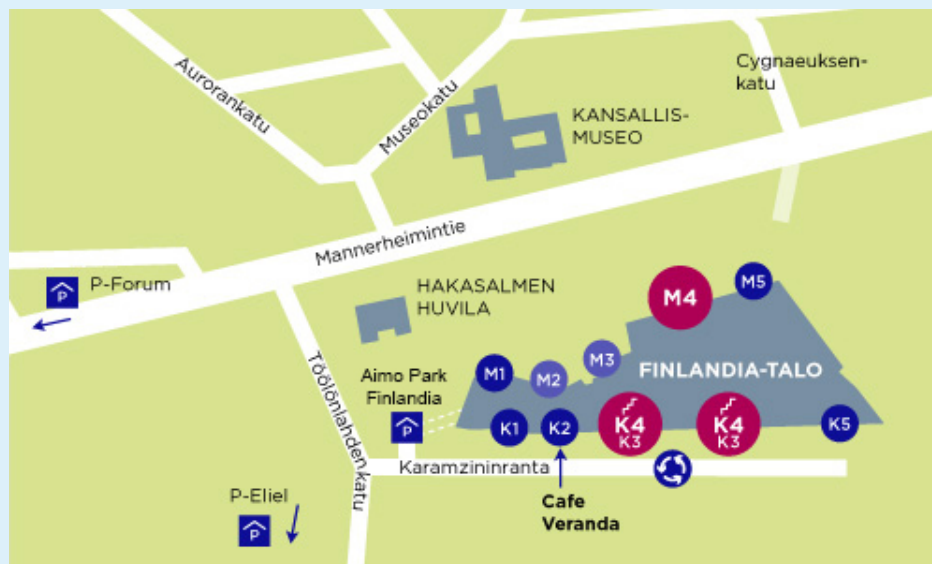 Aurorankatu
Museokatu
Cygnaeuksen-
katu
KANSALLIS-
MUSEO
Mannerheimintie
P-Forum
P
HAKASALMEN
HUVILA
M4
M5
M3
M1
M2
FINLANDIA-TALO
Aimo Park
Finlandia
P
K1
K2
K4
K3
K4
K3
K5
Töölönlahdenkatu
Karamzininranta
P-Eliel
P
Cafe
Veranda